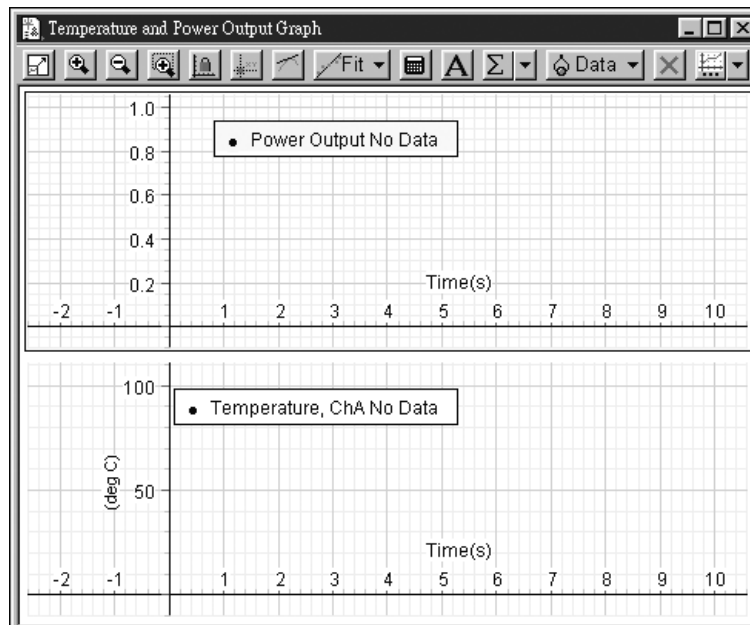 Temperature and Power Output Graph
Fit A Σ Data
1.0
Power Output No Data
0.8
0.6
0.4
0.2 Time(s)
-2 -1 1 2 3 4 5 6 7 8 9 10
100
Temperature, ChA No Data
(deg C)
50
Time(s)
-2 -1 1 2 3 4 5 6 7 8 9 10